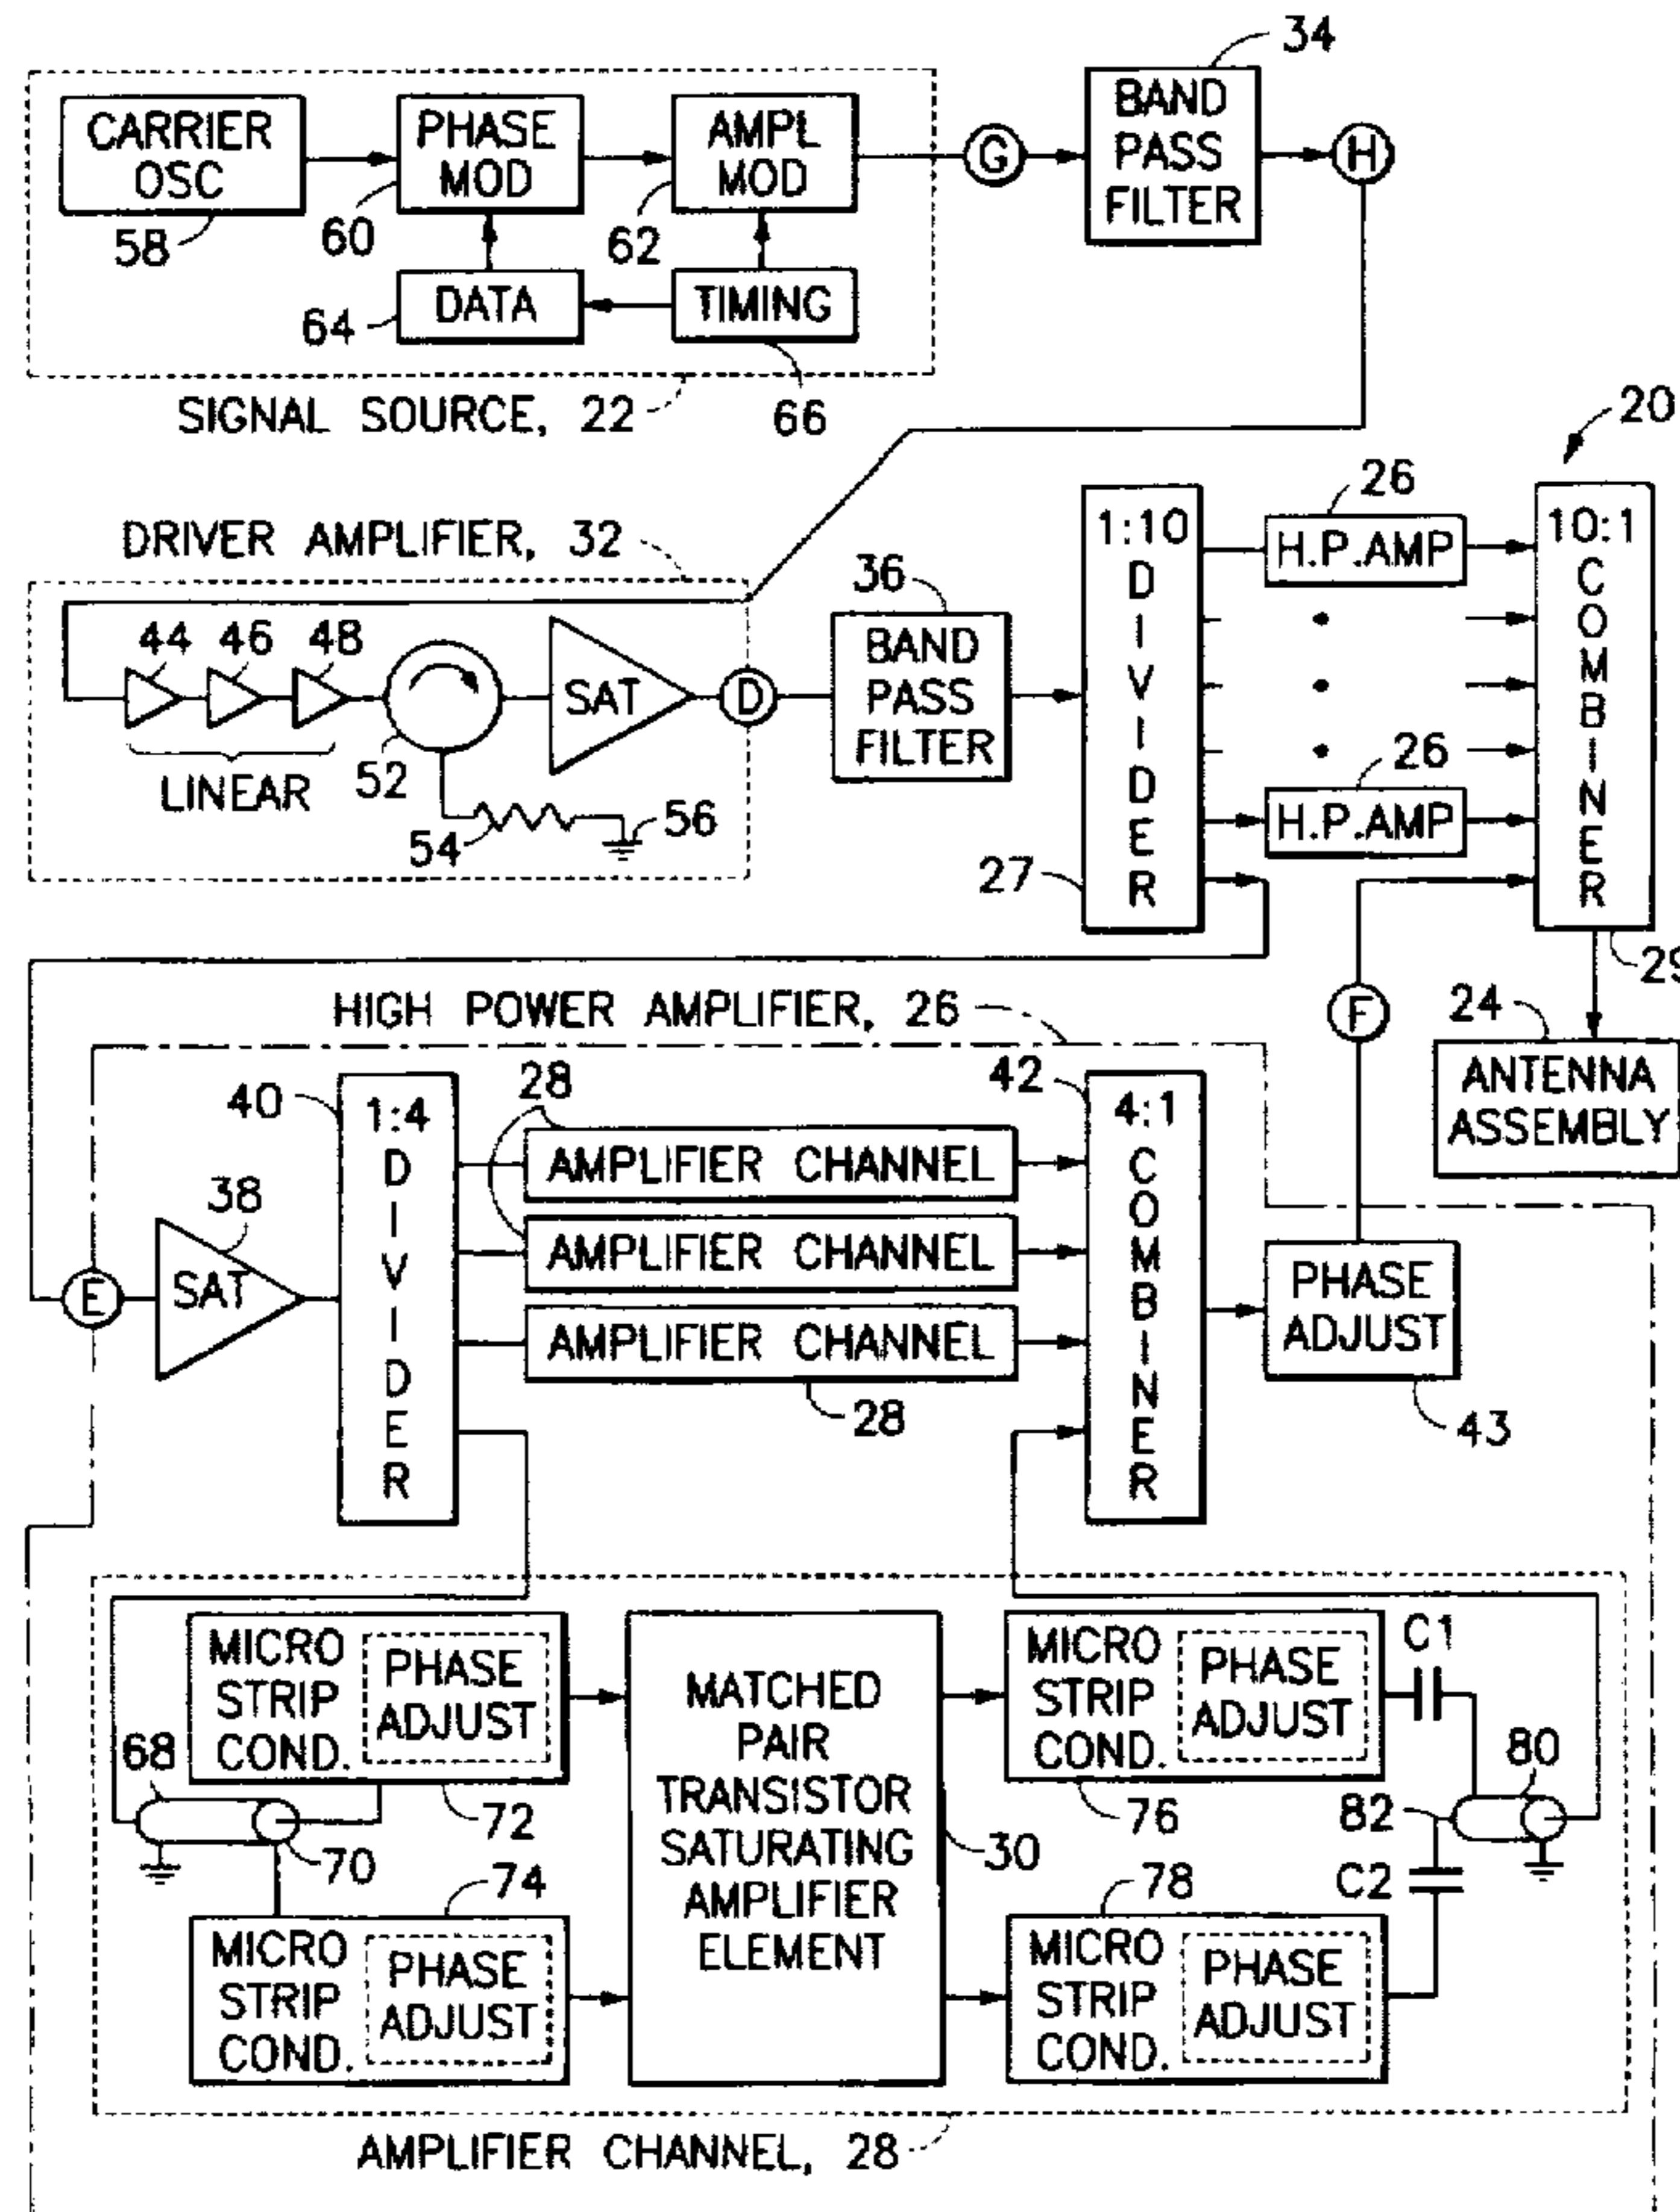 34
CARRIER
OSC
58
PHASE
MOD
60
AMPL
MOD
62
G
BAND
PASS
FILTER
H
64
DATA
TIMING
66
SIGNAL SOURCE, 22
20
DRIVER AMPLIFIER, 32
44 46 48
LINEAR
52
SAT
54
56
D
36
BAND
PASS
FILTER
1:10
DIVIDER
27
26
H.P.AMP
26
H.P.AMP
10:1
COMBINER
29
F
24
ANTENNA
ASSEMBLY
HIGH POWER AMPLIFIER, 26
E
38
SAT
40
1:4
DIVIDER
28
AMPLIFIER CHANNEL
AMPLIFIER CHANNEL
AMPLIFIER CHANNEL
28
42
4:1
COMBINER
PHASE
ADJUST
43
68
70
MICRO
STRIP
COND.
PHASE
ADJUST
72
74
MICRO
STRIP
COND.
PHASE
ADJUST
MATCHED
PAIR
TRANSISTOR
SATURATING
AMPLIFIER
ELEMENT
30
MICRO
STRIP
COND.
PHASE
ADJUST
76
C1
80
82
C2
78
MICRO
STRIP
COND.
PHASE
ADJUST
AMPLIFIER CHANNEL, 28